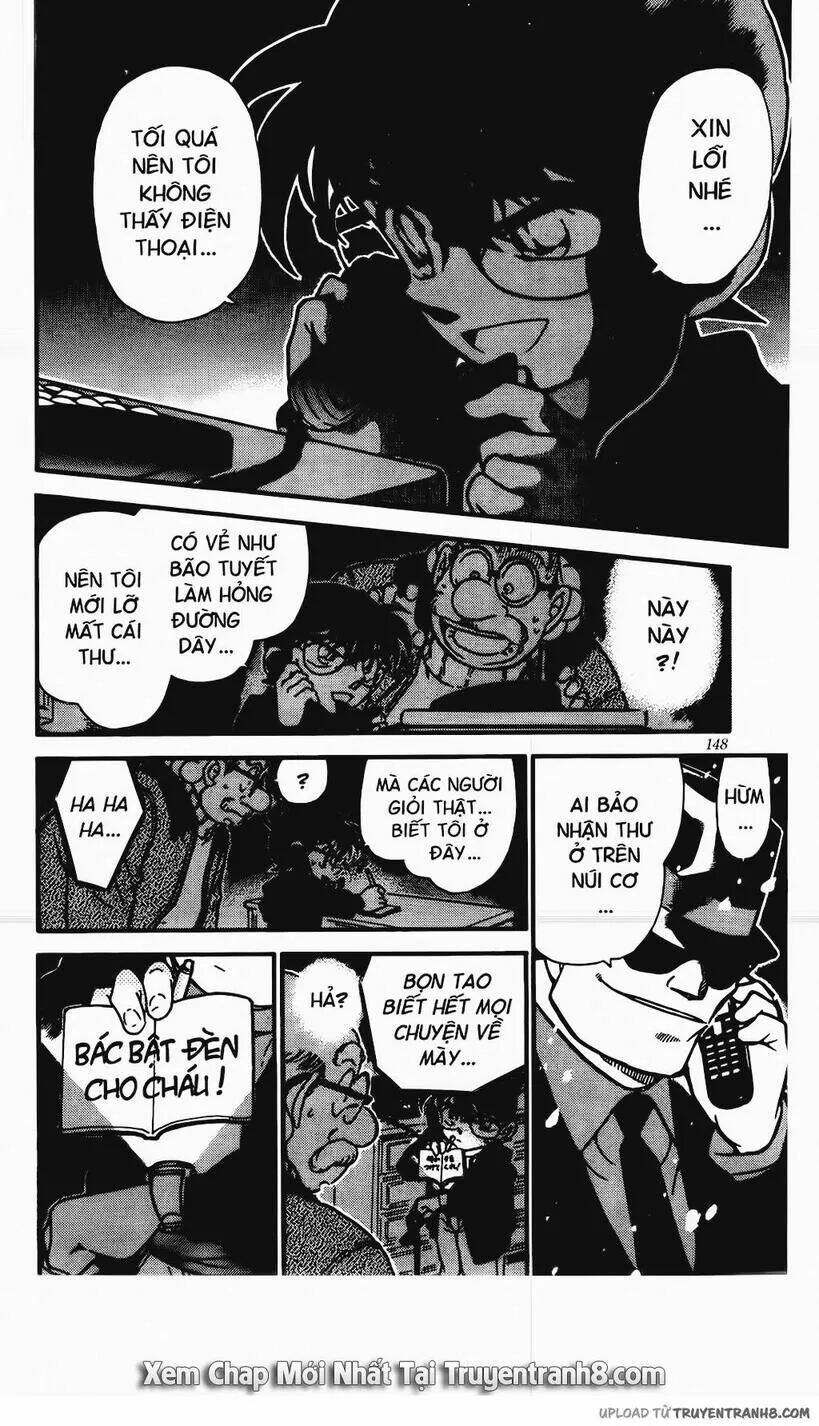 XIN
LỖI
NHÉ
...
TỐI QUÁ
NÊN TÔI
KHÔNG
THẤY ĐIỆN
THOẠI...
NÀY
NÀY
?!
CÓ VẺ NHƯ
BÃO TUYẾT
LÀM HỎNG
ĐƯỜNG
DÂY...
NÊN TÔI
MỚI LỠ
MẤT CÁI
THƯ...
148
HỪM
...
AI BẢO
NHẬN THƯ
Ở TRÊN
NÚI CƠ
...
MÀ CÁC NGƯỜI
GIỎI THẬT...
BIẾT TÔI Ở
ĐÂY...
?
HA HA
HA...
BỌN TAO
BIẾT HẾT MỌI
CHUYỆN VỀ
MÀY...
HẢ?
BÁC BẬT ĐÈN
CHO CHÁU!
Xem Chap Mới Nhất Tại Truyentranh8.com
UPLOAD TỪ TRUYENTRANH8.COM